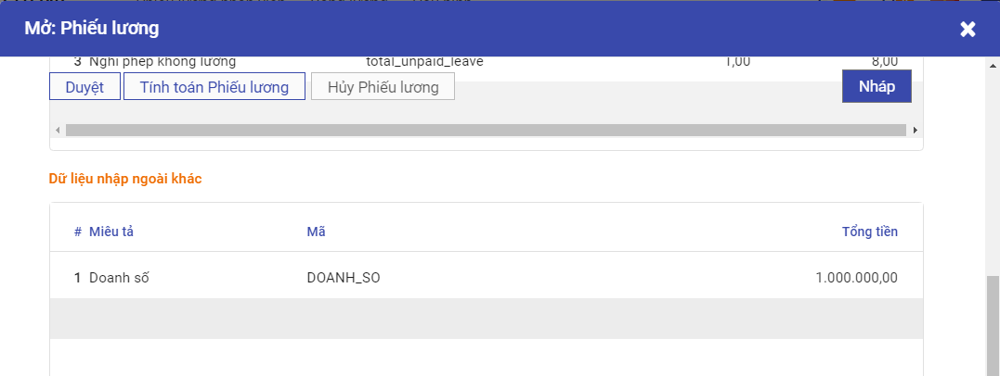 Mở: Phiếu lương
3 Nghỉ phép không lương total_unpaid_leave 1,00 8,00
Duyệt Tính toán Phiếu lương Hủy Phiếu lương Nháp
Dữ liệu nhập ngoài khác
# Miêu tả Mã Tổng tiền
1 Doanh số DOANH_SO 1.000.000,00